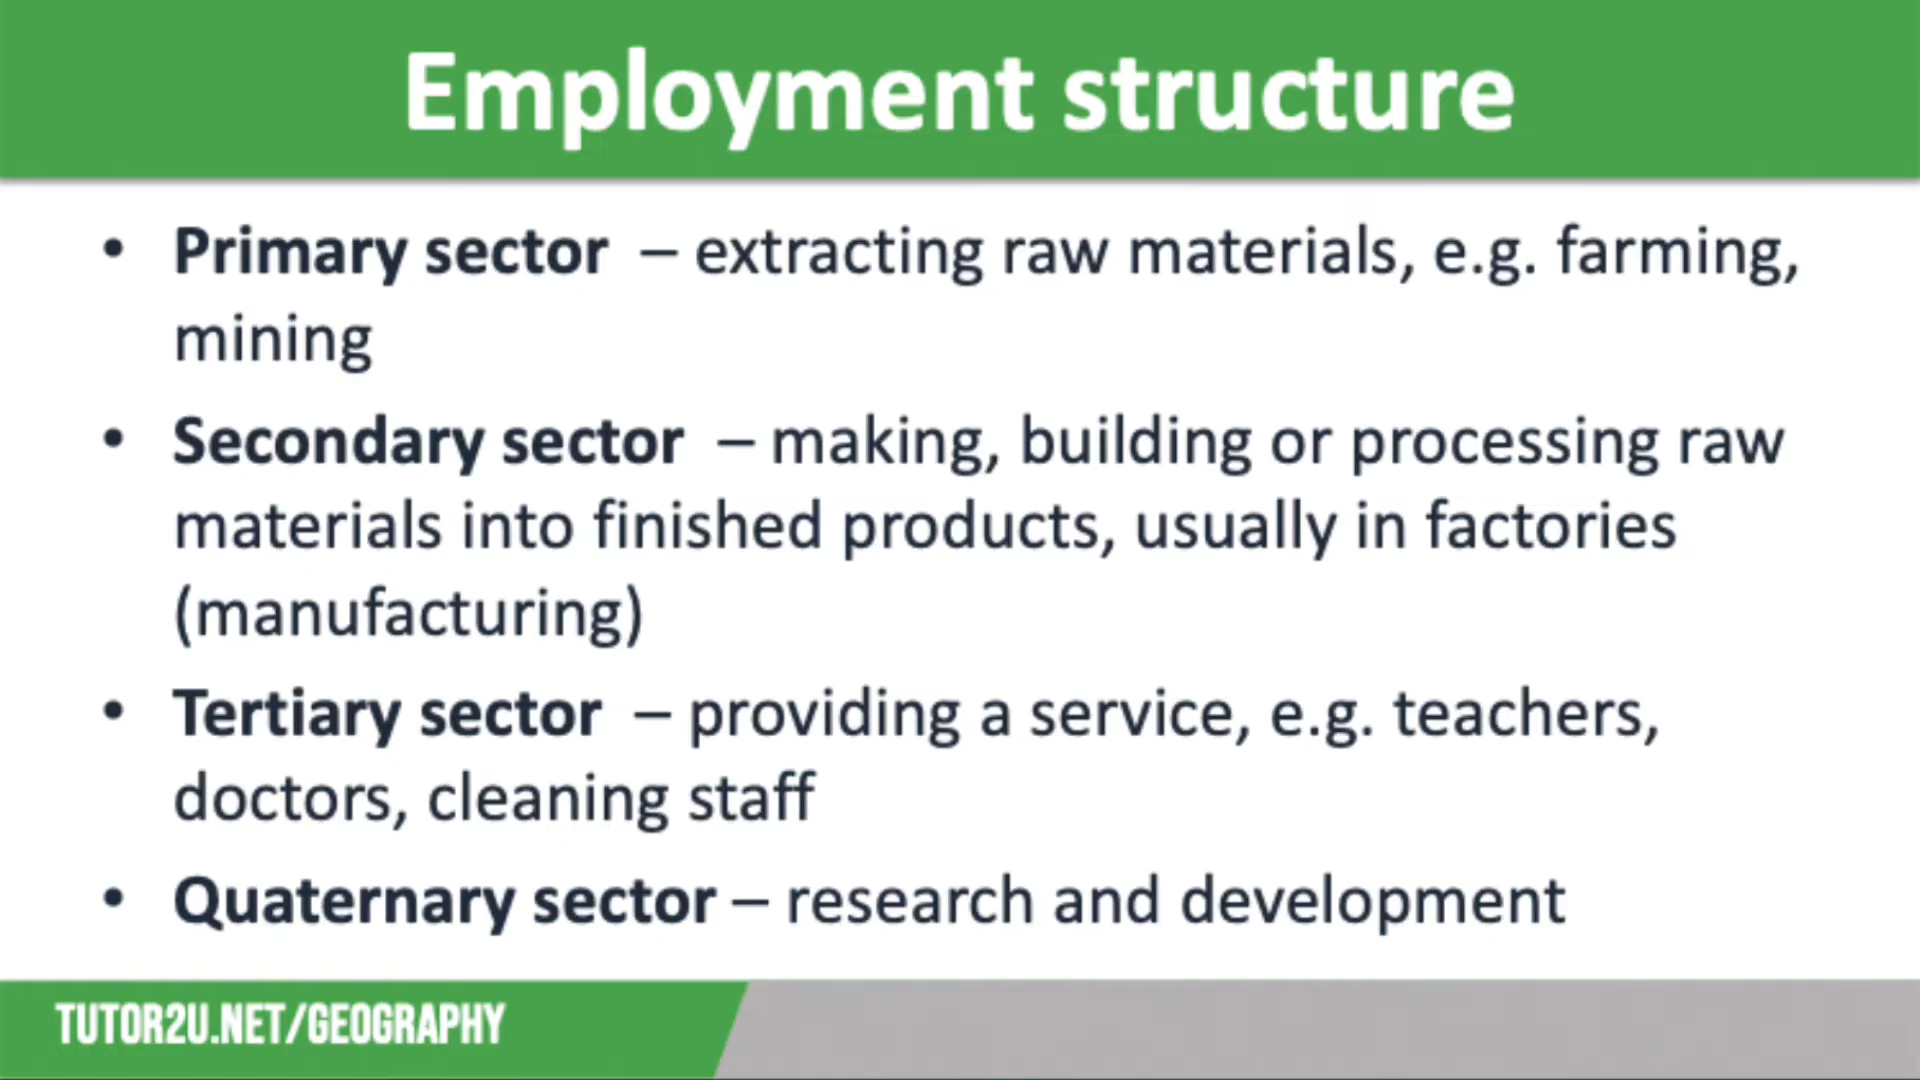 Employment structure
• Primary sector – extracting raw materials, e.g. farming,
mining
• Secondary sector – making, building or processing raw
materials into finished products, usually in factories
(manufacturing)
• Tertiary sector – providing a service, e.g. teachers,
doctors, cleaning staff
• Quaternary sector – research and development
TUTOR2U.NET/GEOGRAPHY